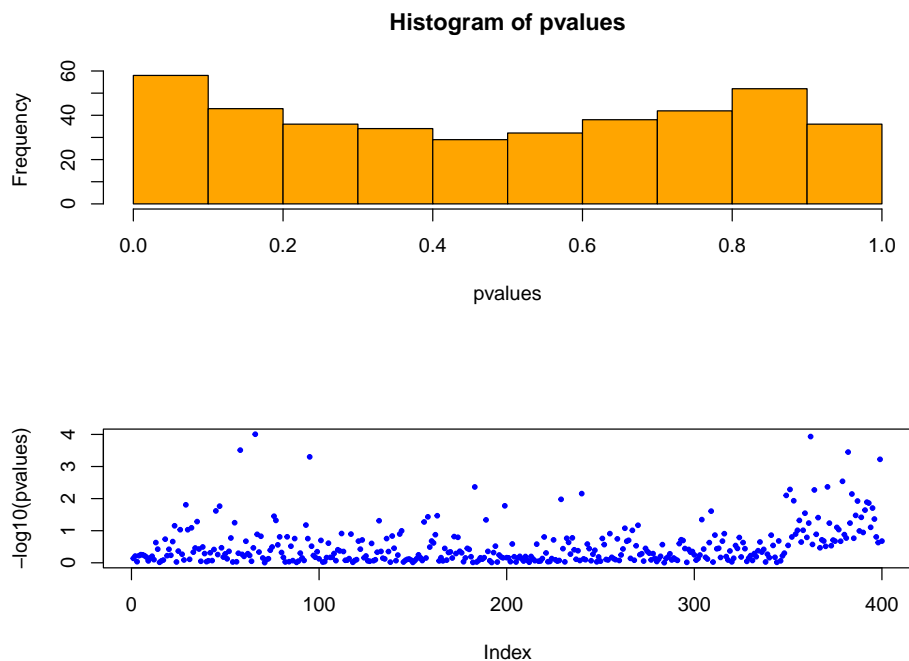 Histogram of pvalues
Frequency
60
40
20
0
0.0 0.2 0.4 0.6 0.8 1.0
pvalues
−log10(pvalues)
4
3
2
1
0
0 100 200 300 400
Index